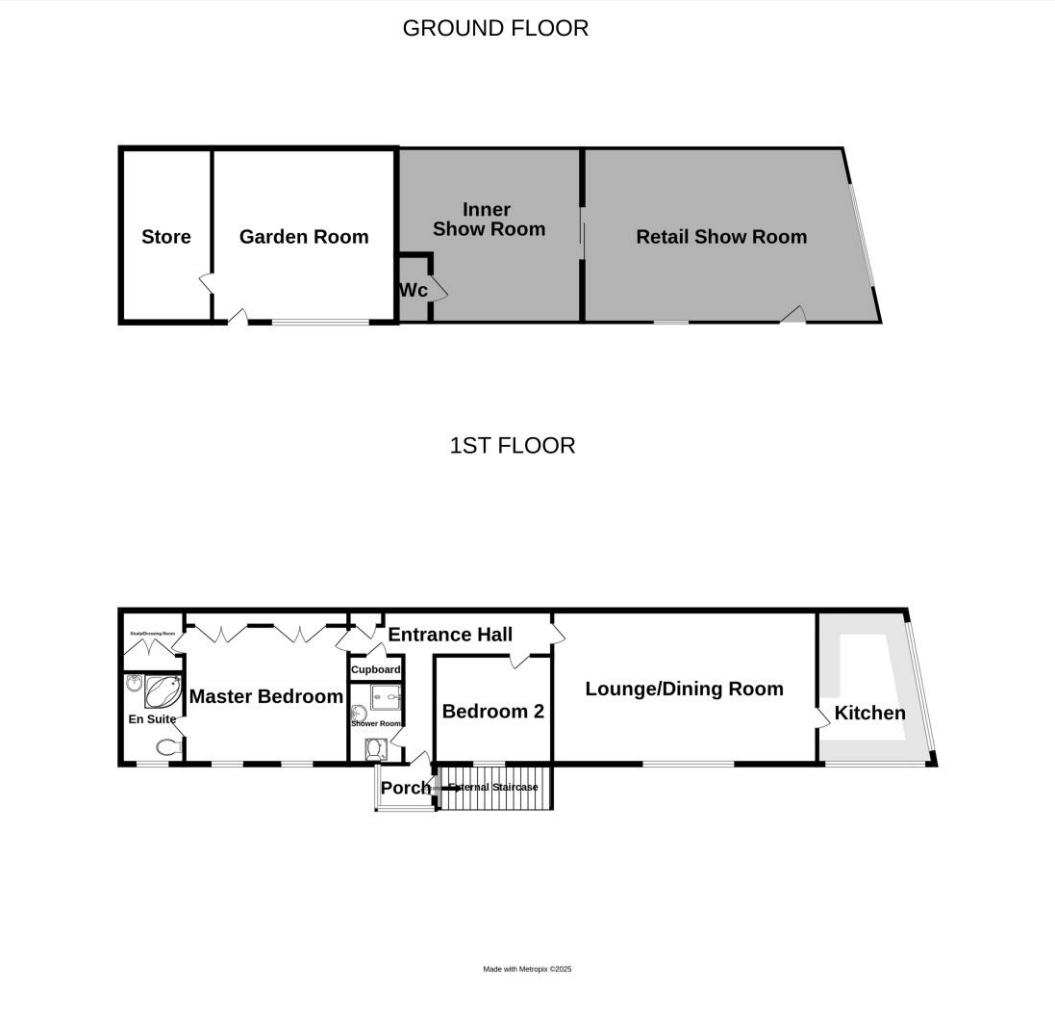 GROUND FLOOR
Store
Garden Room
Inner
Show Room
Wc
Retail Show Room
1ST FLOOR
Study/Dressing Room
Entrance Hall
Cupboard
Master Bedroom
En Suite
Shower Room
Bedroom 2
Lounge/Dining Room
Kitchen
Porch
External Staircase
Made with Metropix ©2025